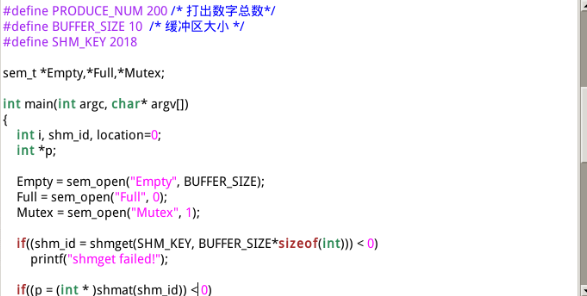 #define PRODUCE_NUM 200 /* 打出数字总数*/
#define BUFFER_SIZE 10 /* 缓冲区大小 */
#define SHM_KEY 2018
sem_t *Empty,*Full,*Mutex;
int main(int argc, char* argv[])
{
int i, shm_id, location=0;
int *p;
Empty = sem_open("Empty", BUFFER_SIZE);
Full = sem_open("Full", 0);
Mutex = sem_open("Mutex", 1);
if((shm_id = shmget(SHM_KEY, BUFFER_SIZE*sizeof(int))) < 0)
printf("shmget failed!");
if((p = (int * )shmat(shm_id)) <0)